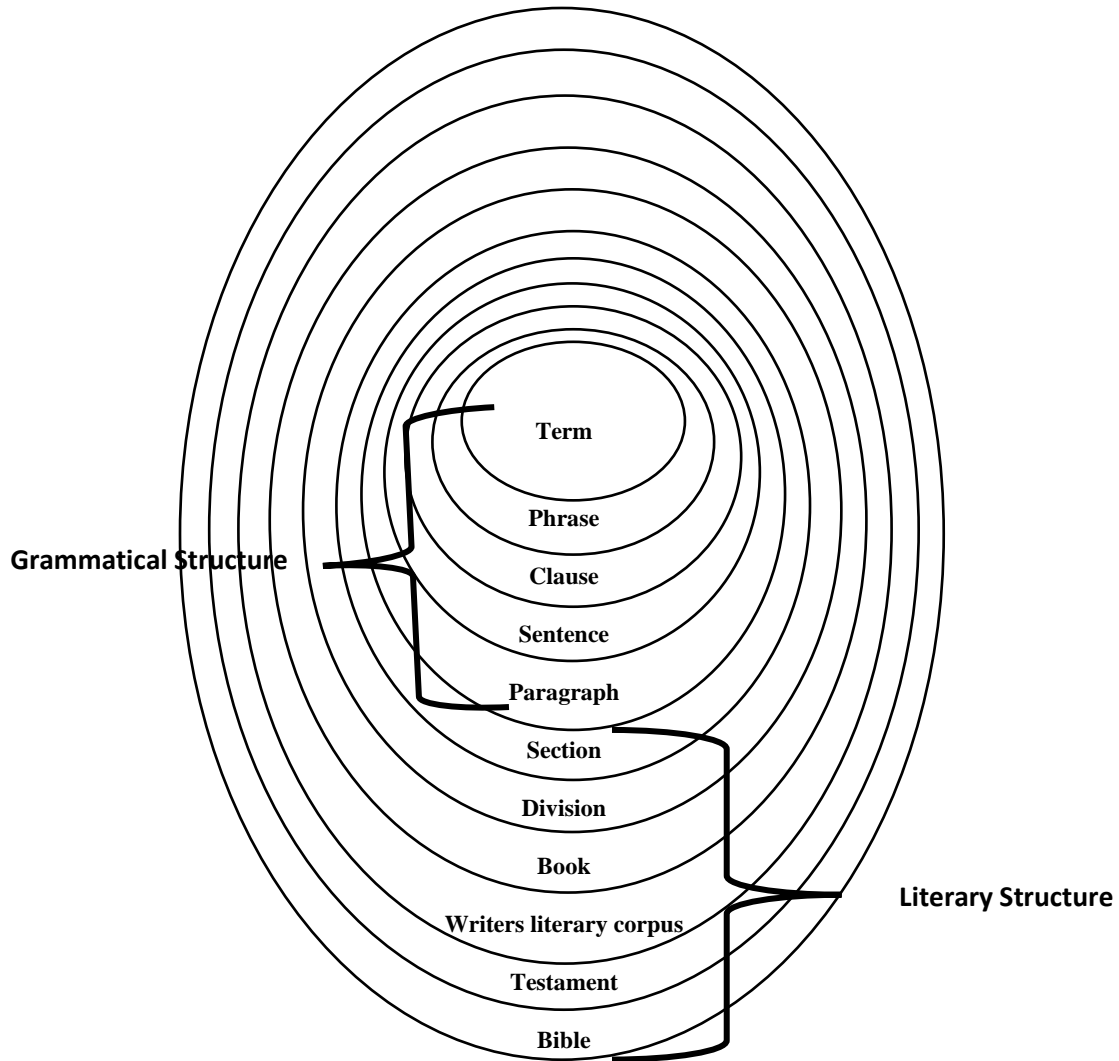 Term
Phrase
Grammatical Structure
Clause
Sentence
Paragraph
Section
Division
Book
Literary Structure
Writers literary corpus
Testament
Bible